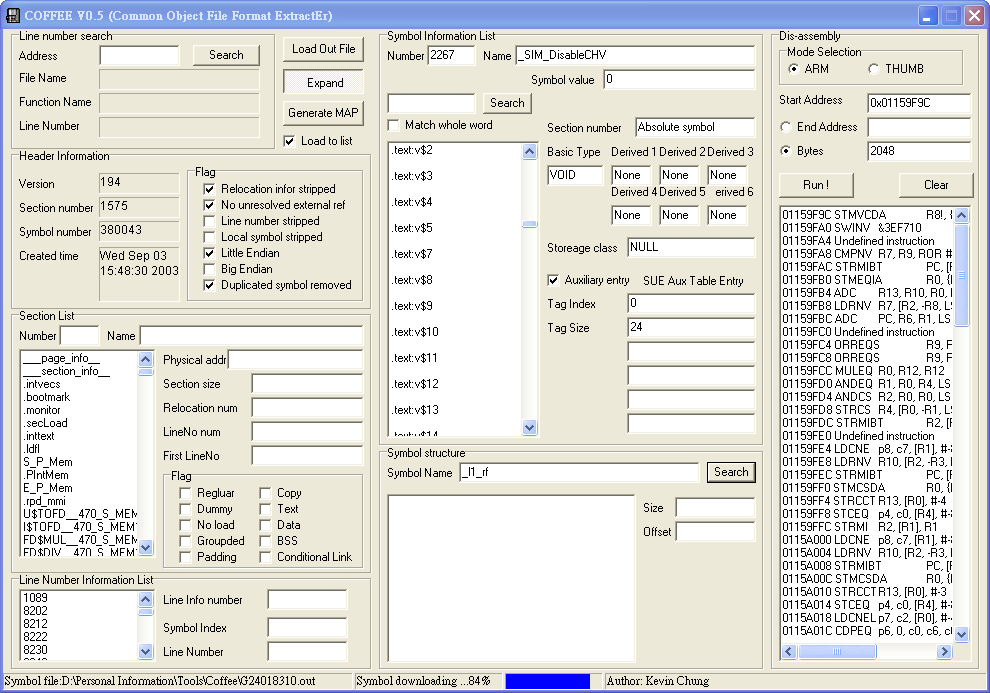 COFFEE V0.5 (Common Object File Format ExtractEr)
Line number search
Address
Search
File Name
Function Name
Line Number
Load Out File
Expand
Generate MAP
Load to list
Header Information
Version 194
Section number 1575
Symbol number 380043
Created time Wed Sep 03
15:48:30 2003
Flag
Relocation infor stripped
No unresolved external ref
Line number stripped
Local symbol stripped
Little Endian
Big Endian
Duplicated symbol removed
Section List
Number Name
___page_info__
___section_info__
.intvecs
.bootmark
.monitor
.secLoad
.inttext
.ldfl
S_P_Mem
.PIntMem
E_P_Mem
.rpd_mmi
U$TOFD__470_S_MEM
I$TOFD__470_S_MEM
FD$MUL__470_S_MEM
FD$DIV__470_S_MEM
Physical addr
Section size
Relocation num
LineNo num
First LineNo
Flag
Regluar Copy
Dummy Text
No load Data
Grouped BSS
Padding Conditional Link
Line Number Information List
1089
8202
8212
8222
8230
Line Info number
Symbol Index
Line Number
Symbol Information List
Number 2267 Name _SIM_DisableCHV
Symbol value 0
Search
Match whole word
Section number Absolute symbol
.text:v$2
.text:v$3
.text:v$4
.text:v$5
.text:v$6
.text:v$7
.text:v$8
.text:v$9
.text:v$10
.text:v$11
.text:v$12
.text:v$13
.text:v$14
Basic Type Derived 1 Derived 2 Derived 3
VOID None None None
Derived 4 Derived 5 erived 6
None None None
Storeage class NULL
Auxiliary entry SUE Aux Table Entry
Tag Index 0
Tag Size 24
Symbol structure
Symbol Name _l1_rf Search
Size
Offset
Dis-assembly
Mode Selection
ARM THUMB
Start Address 0x01159F9C
End Address
Bytes 2048
Run ! Clear
01159F9C STMVCDA R8!, {
01159FA0 SWINV &3EF710
01159FA4 Undefined instruction
01159FA8 CMPNV R7, R9, ROR #
01159FAC STRMIBT PC, [F
01159FB0 STMEQIA R0, {
01159FB4 ADC R13, R10, R0, 
01159FB8 LDRNV R7, [R2, -R8, L
01159FBC ADC PC, R6, R1, LS
01159FC0 Undefined instruction
01159FC4 ORREQS R9, F
01159FC8 ORREQS R9, F
01159FCC MULEQ R0, R12, R12
01159FD0 ANDEQ R1, R0, R4, LS
01159FD4 ANDCS R2, R0, R0, LS
01159FD8 STRCS R4, [R0, -R1, LS
01159FDC STRMIBT R2, [F
01159FE0 Undefined instruction
01159FE4 LDCNE p8, c7, [R1], #-
01159FE8 LDRNV R10, [R2, -R3, 
01159FEC STRMIBT PC, [F
01159FF0 STMCSDA R0, {
01159FF4 STRCCT R13, [R0], #-4
01159FF8 STCEQ p4, c0, [R4], #-
01159FFC STRMI R2, [R1], R1
0115A000 LDCNE p8, c7, [R1], #-
0115A004 LDRNV R10, [R2, -R3, 
0115A008 STRMIBT PC, [F
0115A00C STMCSDA R0, {
0115A010 STRCCT R13, [R0], #-3
0115A014 STCEQ p4, c0, [R4], #-
0115A018 LDCNEL p7, c2, [R0], #-
0115A01C CDPEQ p6, 0, c0, c6, c
Symbol file:D:\Personal Information\Tools\Coffee\G24018310.out
Symbol downloading ...84%
Author: Kevin Chung